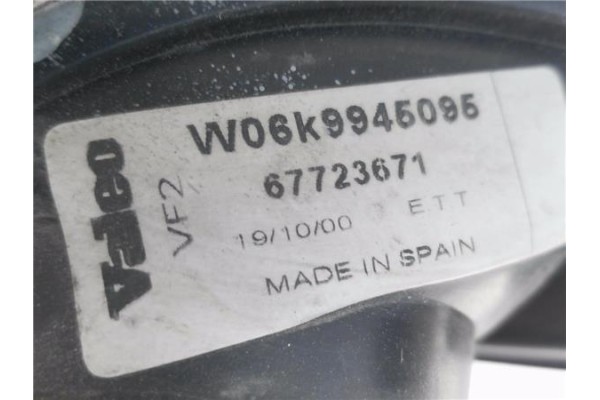 Valeo
VF2
W06k9945095
67723671
19/10/00 ETT
MADE IN SPAIN